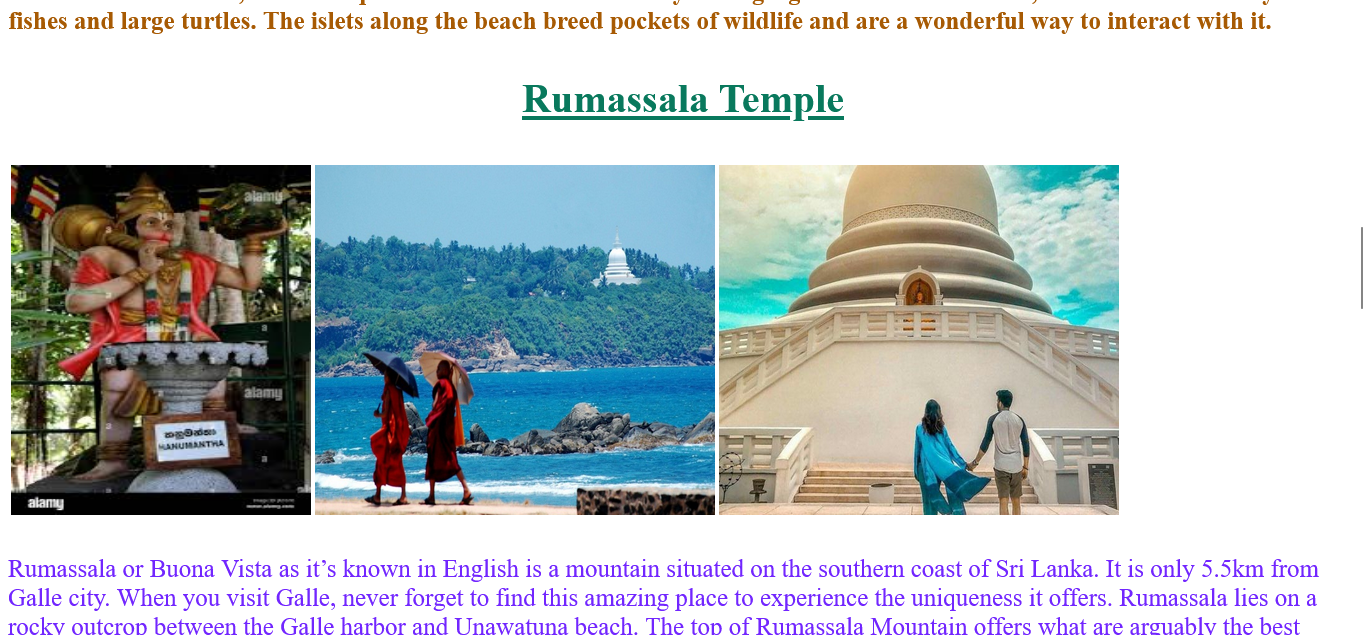 fishes and large turtles. The islets along the beach breed pockets of wildlife and are a wonderful way to interact with it.
Rumassala Temple
alamy
a
alamy
alamy
a
හනුමන්තා
HANUMANTHA
a
alamy
www.alamy.com
Rumassala or Buona Vista as it’s known in English is a mountain situated on the southern coast of Sri Lanka. It is only 5.5km from
Galle city. When you visit Galle, never forget to find this amazing place to experience the uniqueness it offers. Rumassala lies on a
rocky outcrop between the Galle harbor and Unawatuna beach. The top of Rumassala Mountain offers what are arguably the best